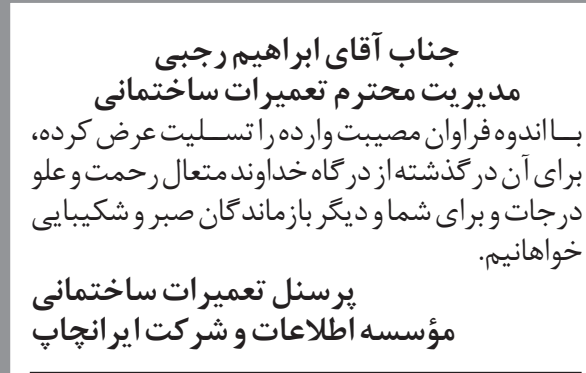 جناب آقای ابراهیم رجبی
مدیریت محترم تعمیرات ساختمانی
بـا اندوه فراوان مصیبت وارده را تسـلیت عرض کرده،
برای آن درگذشته از درگاه خداوند متعال رحمت و علو
درجات و برای شما و دیگر بازماندگان صبر و شکیبایی
خواهانیم.
پرسنل تعمیرات ساختمانی
مؤسسه اطلاعات و شرکت ایرانچاپ